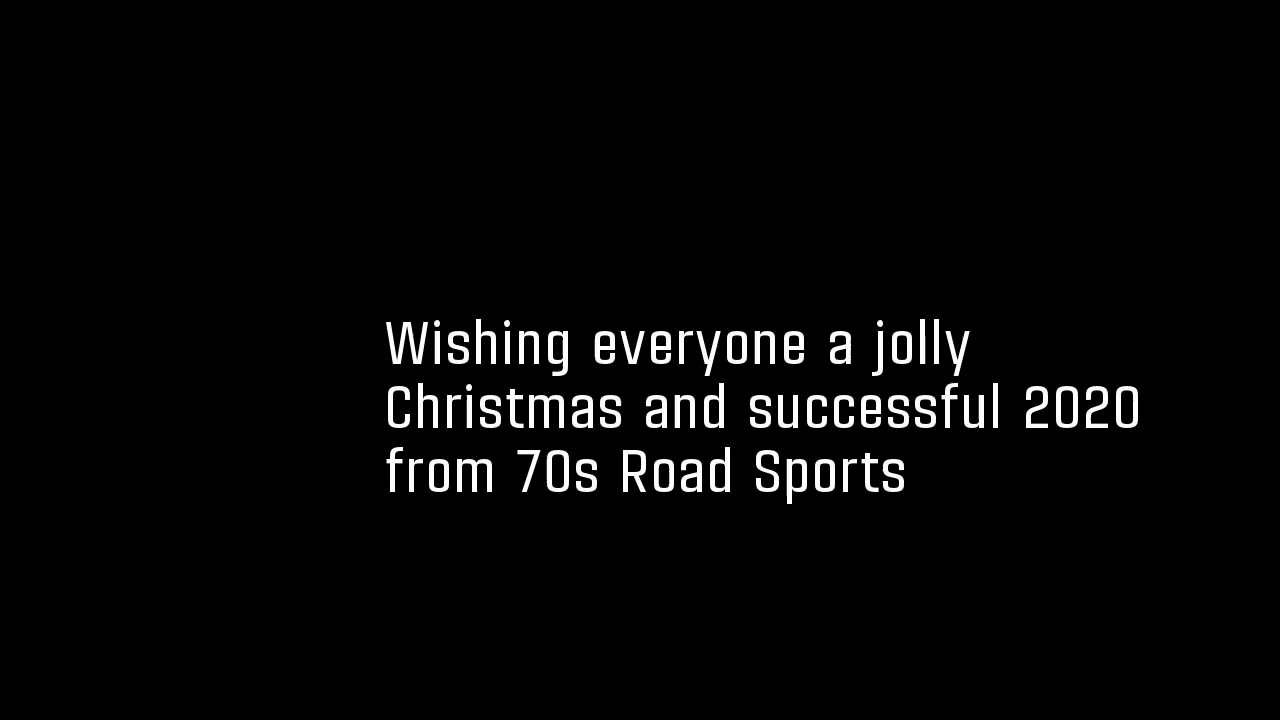 Wishing everyone a jolly
Christmas and successful 2020
from 70s Road Sports